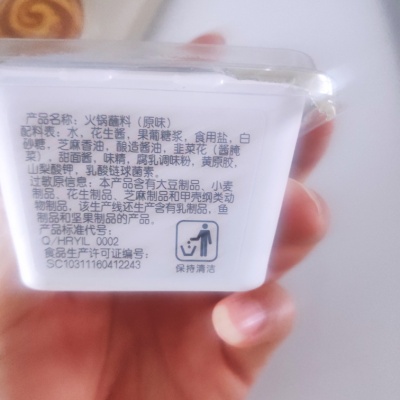 产品名称：火锅蘸料（原味）
配料表：水，花生酱，果葡糖浆，食用盐，白
砂糖，芝麻香油，酿造酱油，韭菜花（酱腌
菜），甜面酱，味精，腐乳调味粉，黄原胶，
山梨酸钾，乳酸链球菌素。
过敏原信息：本产品含有大豆制品、小麦
制品、花生制品、芝麻制品和甲壳纲类动
物制品，该生产线还生产含有乳制品，鱼
制品和坚果制品的产品。
产品标准代号：
Q/HRYIL 0002
食品生产许可证编号：
SC10311160412243
保持清洁